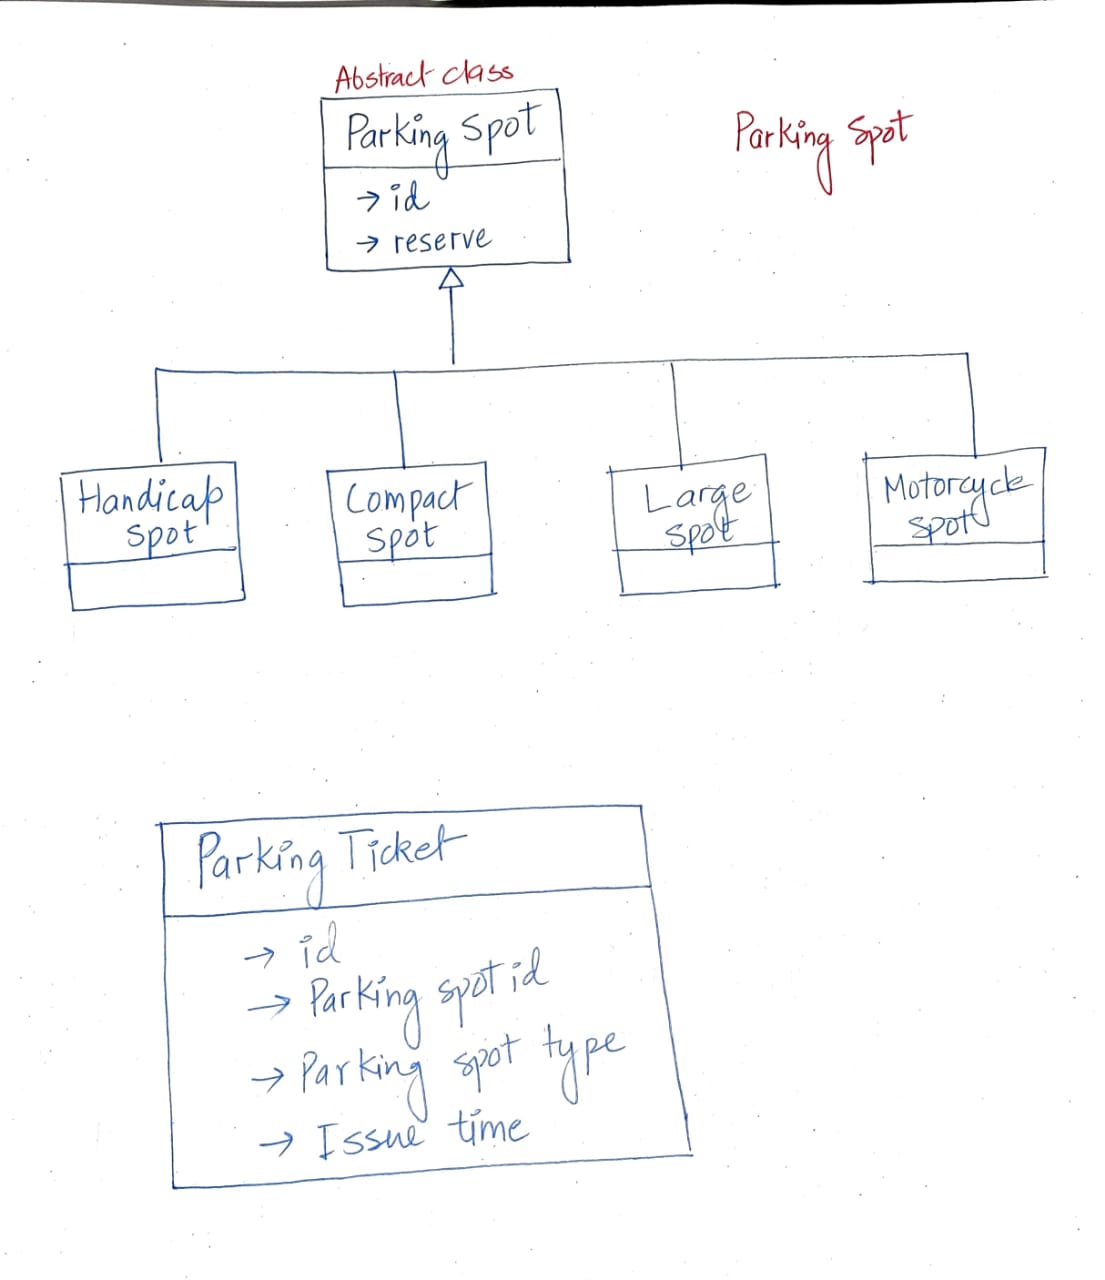 Abstract class
Parking Spot
Parking Spot
→ id
→ reserve
Handicap
Spot
Compact
Spot
Large
Spot
Motorcycle
Spot
Parking Ticket
→ id
→ Parking spot id
→ Parking spot type
→ Issue time